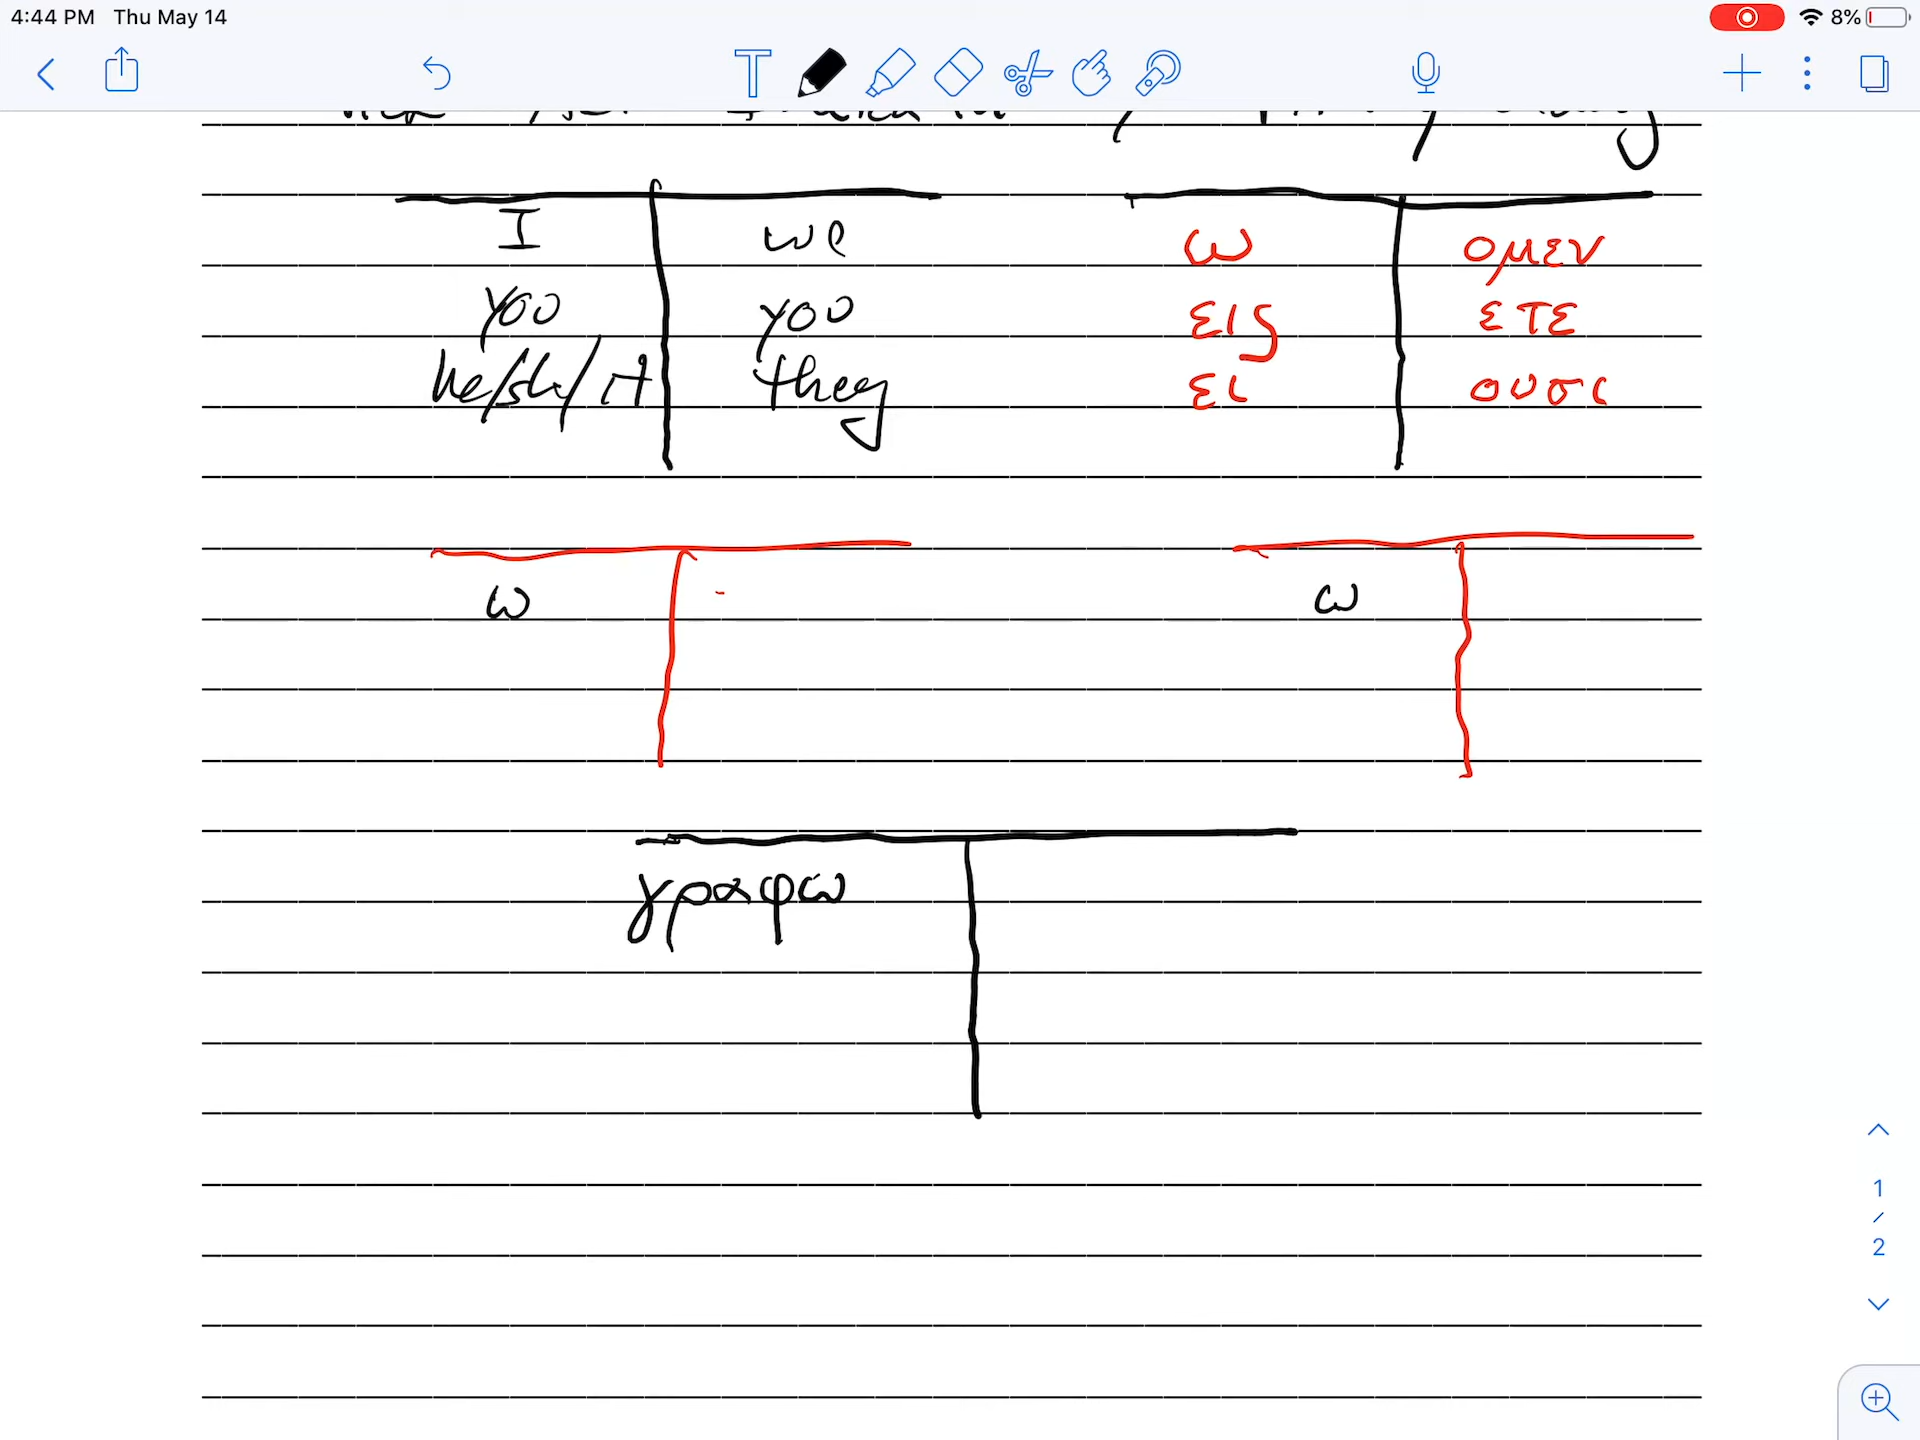 4:44 PM Thu May 14 8%
T
I we ω ομεν
you you εις ετε
he/she/it they ει ουσι
ω ω
γραφω
1
/
2